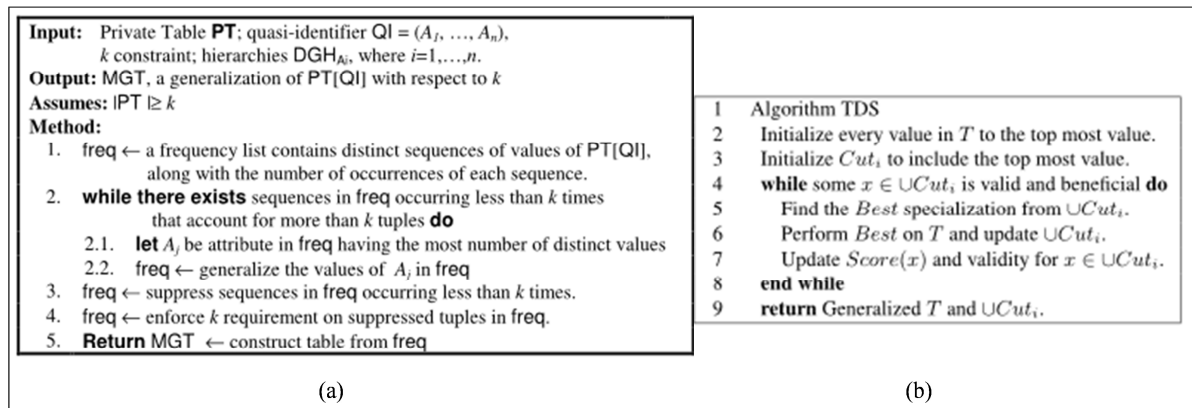 Input: Private Table PT; quasi-identifier QI = (A1, …, An),
k constraint; hierarchies DGHAi, where i=1,…,n.
Output: MGT, a generalization of PT[QI] with respect to k
Assumes: |PT |≥ k
Method:
1. freq ← a frequency list contains distinct sequences of values of PT[QI],
along with the number of occurrences of each sequence.
2. while there exists sequences in freq occurring less than k times
that account for more than k tuples do
2.1. let Aj be attribute in freq having the most number of distinct values
2.2. freq ← generalize the values of Aj in freq
3. freq ← suppress sequences in freq occurring less than k times.
4. freq ← enforce k requirement on suppressed tuples in freq.
5. Return MGT ← construct table from freq
(a)
1 Algorithm TDS
2 Initialize every value in T to the top most value.
3 Initialize Cuti to include the top most value.
4 while some x ∈ ∪Cuti is valid and beneficial do
5 Find the Best specialization from ∪Cuti.
6 Perform Best on T and update ∪Cuti.
7 Update Score(x) and validity for x ∈ ∪Cuti.
8 end while
9 return Generalized T and ∪Cuti.
(b)